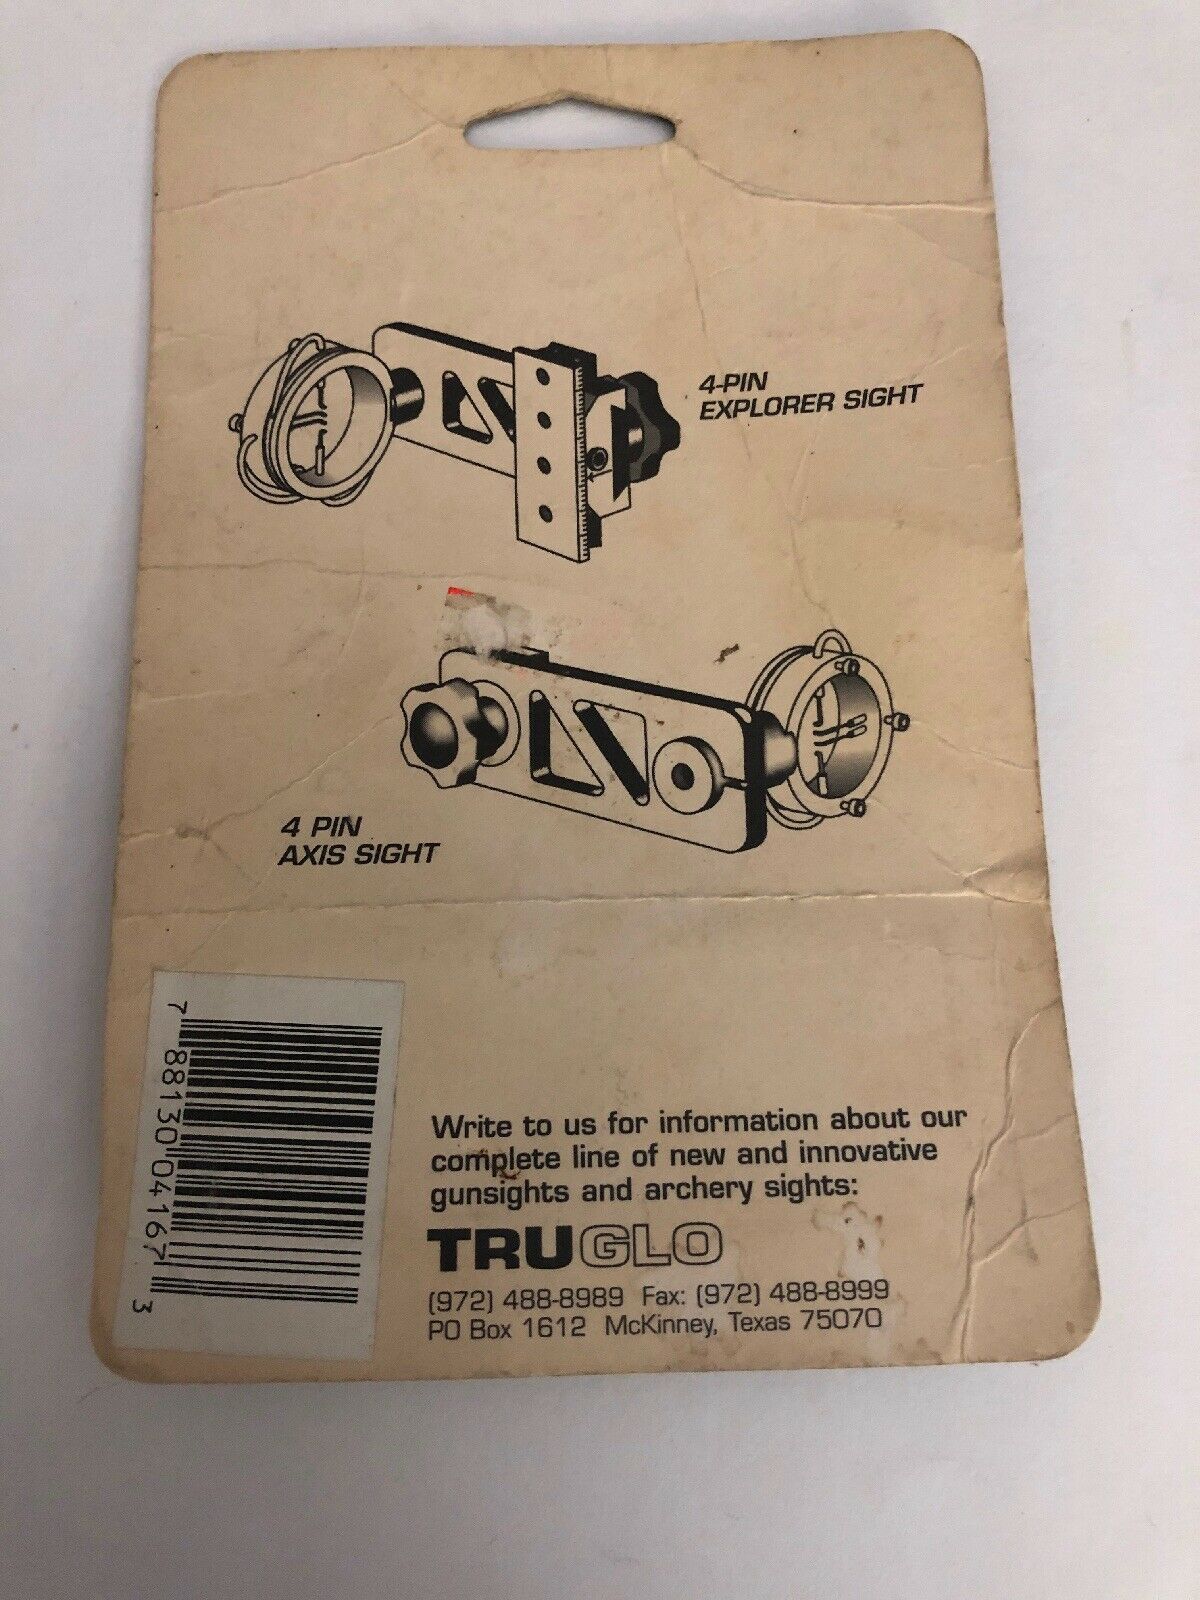 4-PIN
EXPLORER SIGHT
4 PIN
AXIS SIGHT
7 88130 04167 3
Write to us for information about our
complete line of new and innovative
gunsights and archery sights:
TRUGLO
(972) 488-8989 Fax: (972) 488-8999
PO Box 1612 McKinney, Texas 75070